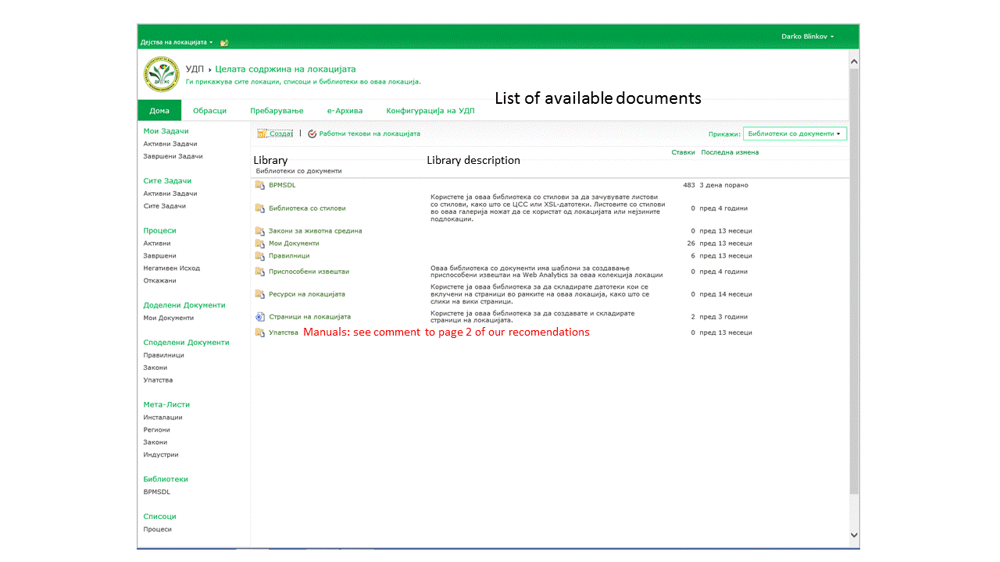 Дејства на локацијата
Darko Blinkov
УДП ▸ Целата содржина на локацијата
Ги прикажува сите локации, списоци и библиотеки во оваа локација.
List of available documents
Дома Обрасци Пребарување е-Архива Конфигурација на УДП
Мои Задачи
Активни Задачи
Завршени Задачи
Сите Задачи
Активни Задачи
Сите Задачи
Процеси
Активни
Завршени
Негативен Исход
Откажани
Доделени Документи
Мои Документи
Споделени Документи
Правилници
Закони
Упатства
Мета-Листи
Инсталации
Региони
Закони
Индустрии
Библиотеки
BPMSDL
Списоци
Процеси
Создај | Работни текови на локацијата
Прикажи: Библиотеки со документи
Ставки Последна измена
Library Library description
Библиотеки со документи
BPMSDL 483 3 дена порано
Користете ја оваа библиотека со стилови за да зачувувате листови
со стилови, како што се ЦСС или XSL-датотеки. Листовите со стилови
Библиотека со стилови 0 пред 4 години
во оваа галерија можат да се користат од локацијата или нејзините
подлокации.
Закони за животна средина 0 пред 13 месеци
Мои Документи 26 пред 13 месеци
Правилници 6 пред 13 месеци
Оваа библиотека со документи има шаблони за создавање
Приспособени извештаи 0 пред 4 години
приспособени извештаи на Web Analytics за оваа колекција локации
Користете ја оваа библиотека за да складирате датотеки кои се
Ресурси на локацијата вклучени на страници во рамките на оваа локација, како што се 0 пред 14 месеци
слики на вики страници.
Користете ја оваа библиотека за да создавате и складирате
Страници на локацијата 2 пред 3 години
страници на локацијата.
Упатства Manuals: see comment to page 2 of our recomendations 0 пред 13 месеци